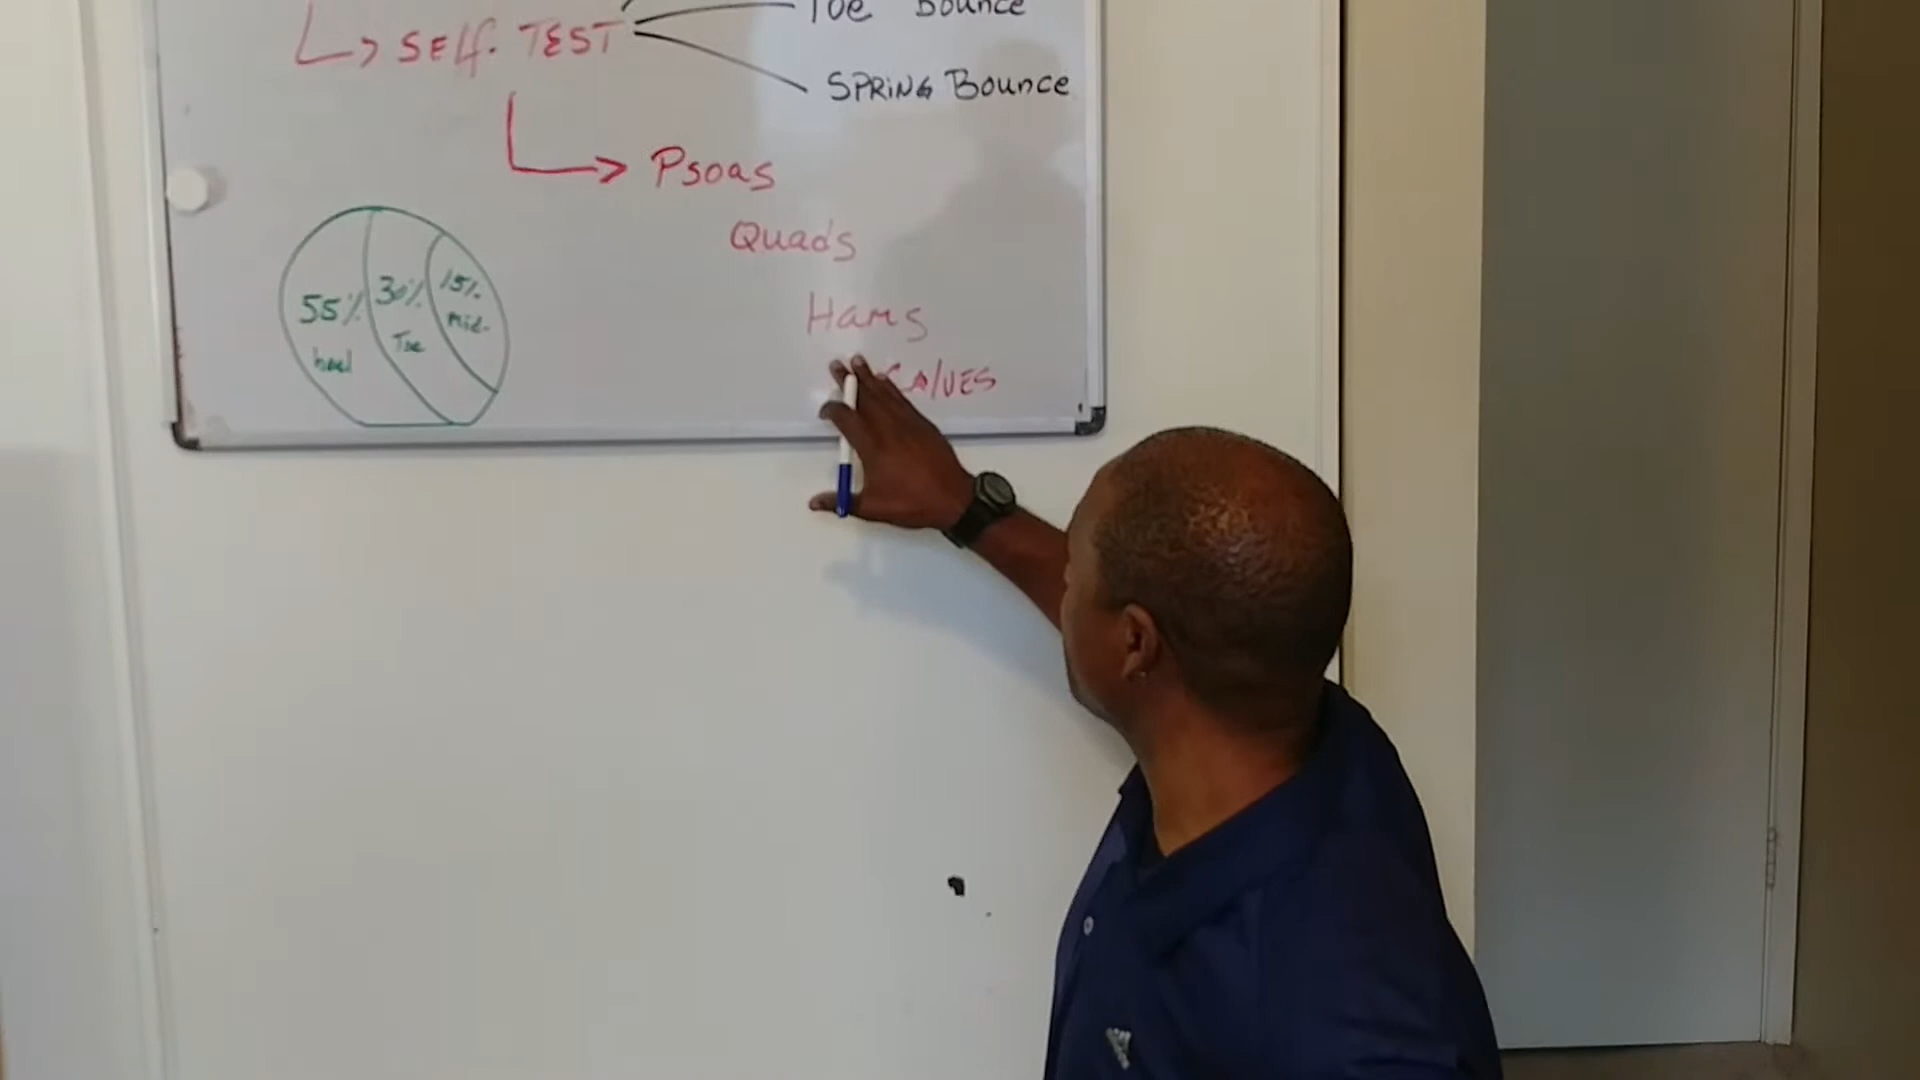 Toe Bounce
SElf. TEST
SPRiNG Bounce
Psoas
Quads
Hams
CAlVES
55% 30% 15%
heel Toe Mid.